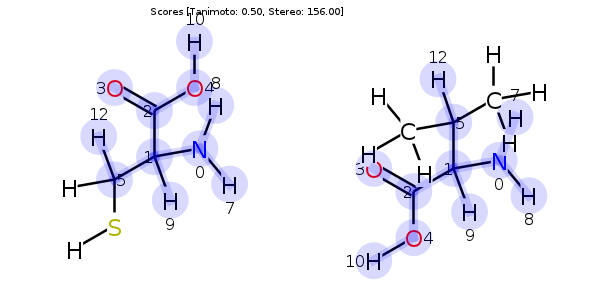 Scores [Tanimoto: 0.50, Stereo: 156.00]
10
H
3 O O 4 8
2 H
12
H
1 N
0
5
H H
7
H
9
S
H
12
H
H
H C 7 H
H
C 5
H
H 3 O H 1 N
0
2 H
8
H
9
O 4
10 H